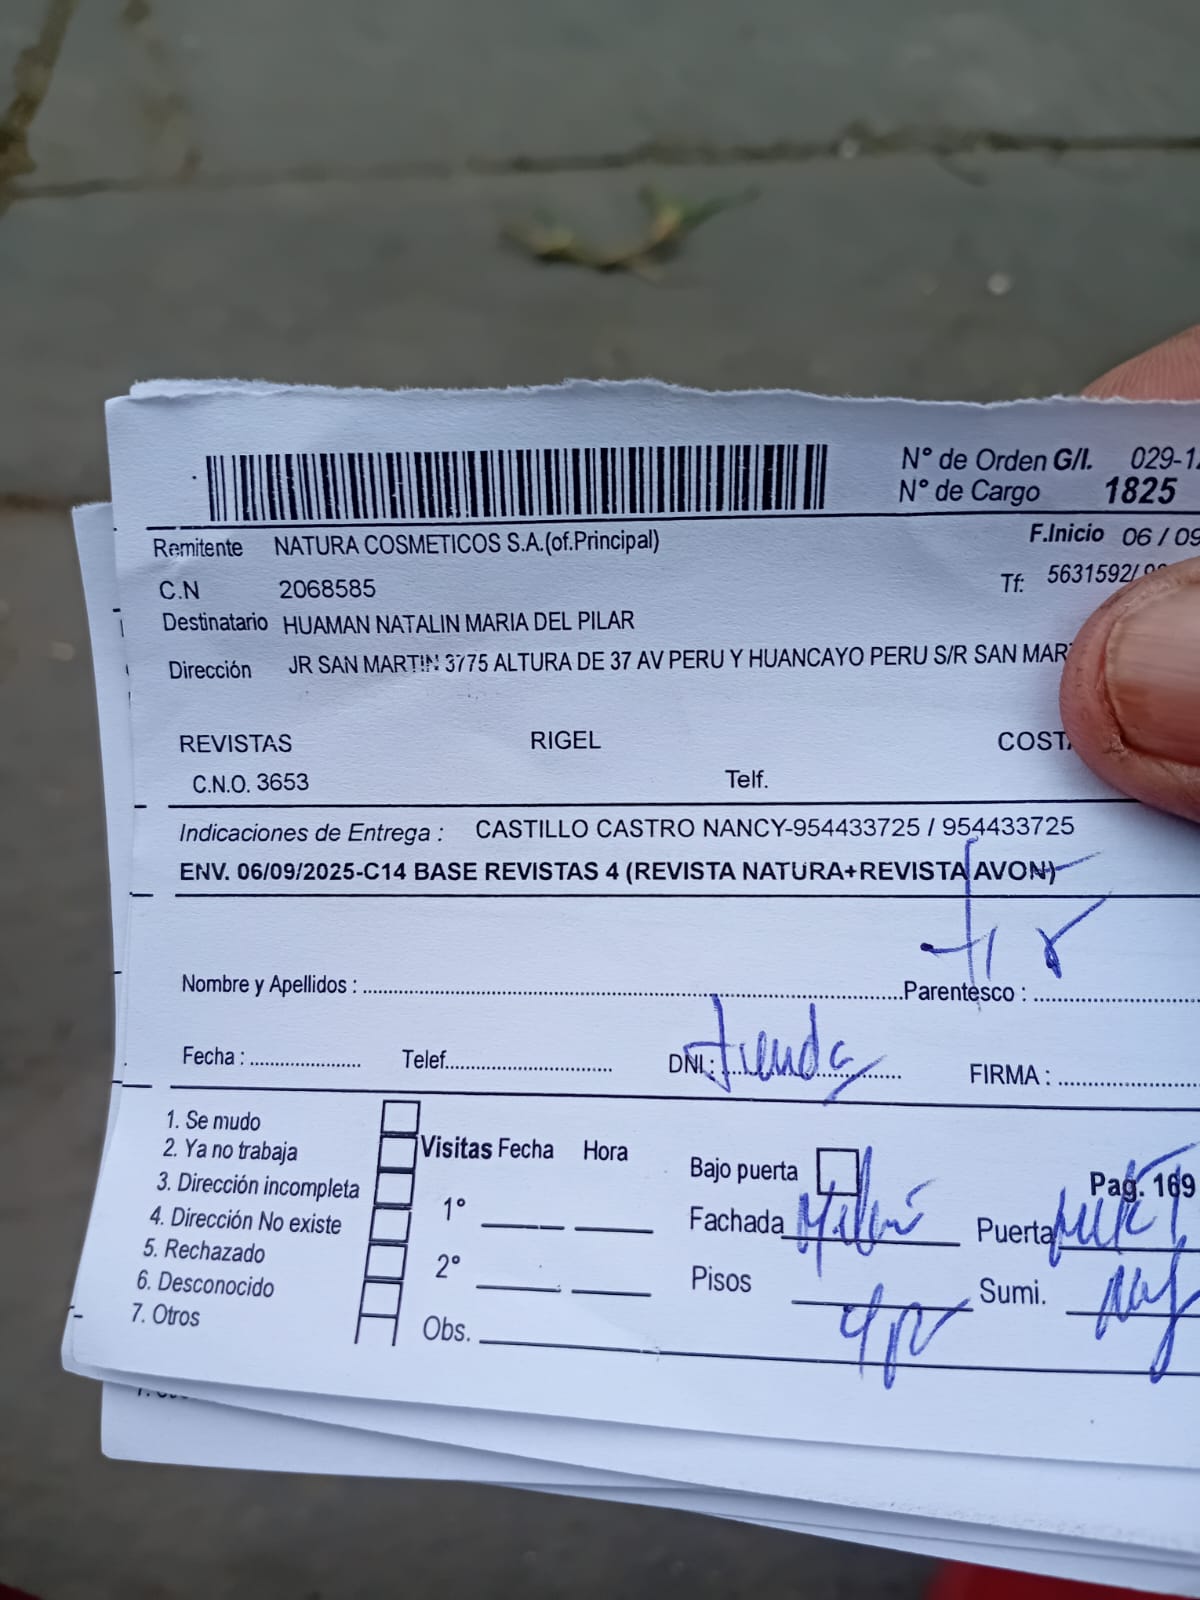 N° de Orden G/I. 029-12
N° de Cargo 1825
Remitente NATURA COSMETICOS S.A.(of.Principal)
F.Inicio 06 / 09
C.N 2068585
Tf: 5631592/
Destinatario HUAMAN NATALIN MARIA DEL PILAR
Dirección JR SAN MARTIN 3775 ALTURA DE 37 AV PERU Y HUANCAYO PERU S/R SAN MAR
REVISTAS RIGEL COSTA
C.N.O. 3653 Telf.
Indicaciones de Entrega : CASTILLO CASTRO NANCY-954433725 / 954433725
ENV. 06/09/2025-C14 BASE REVISTAS 4 (REVISTA NATURA+REVISTA AVON)
Nombre y Apellidos : Parentesco :
Fecha : Telef. DNI : tienda FIRMA :
1. Se mudo
2. Ya no trabaja
3. Dirección incompleta
4. Dirección No existe
5. Rechazado
6. Desconocido
7. Otros
Visitas Fecha Hora
1°
2°
Obs.
Bajo puerta Pag. 169
Fachada Puerta
Pisos Sumi.